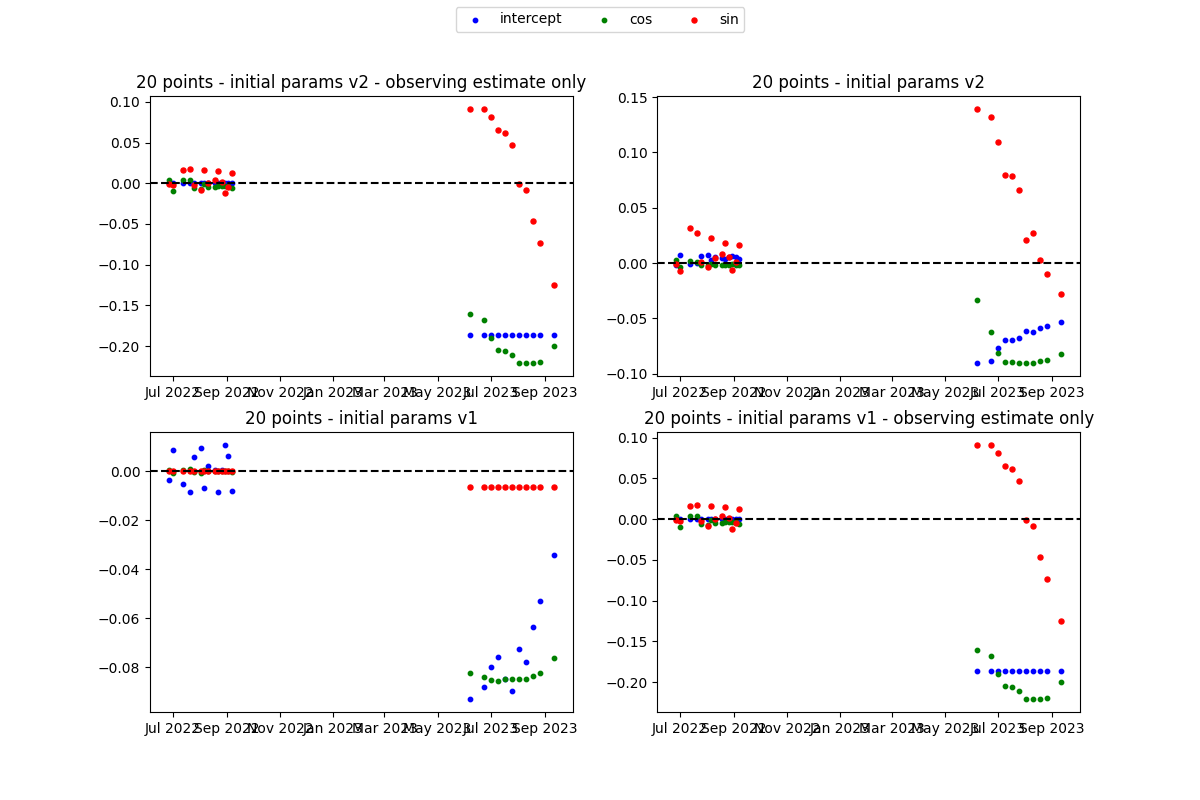 intercept cos sin
20 points - initial params v2 - observing estimate only
0.10
0.05
0.00
−0.05
−0.10
−0.15
−0.20
Jul 2022 Sep 2022 Nov 2022 Jan 2023 Mar 2023 May 2023 Jul 2023 Sep 2023
20 points - initial params v2
0.15
0.10
0.05
0.00
−0.05
−0.10
Jul 2022 Sep 2022 Nov 2022 Jan 2023 Mar 2023 May 2023 Jul 2023 Sep 2023
20 points - initial params v1
0.00
−0.02
−0.04
−0.06
−0.08
Jul 2022 Sep 2022 Nov 2022 Jan 2023 Mar 2023 May 2023 Jul 2023 Sep 2023
20 points - initial params v1 - observing estimate only
0.10
0.05
0.00
−0.05
−0.10
−0.15
−0.20
Jul 2022 Sep 2022 Nov 2022 Jan 2023 Mar 2023 May 2023 Jul 2023 Sep 2023